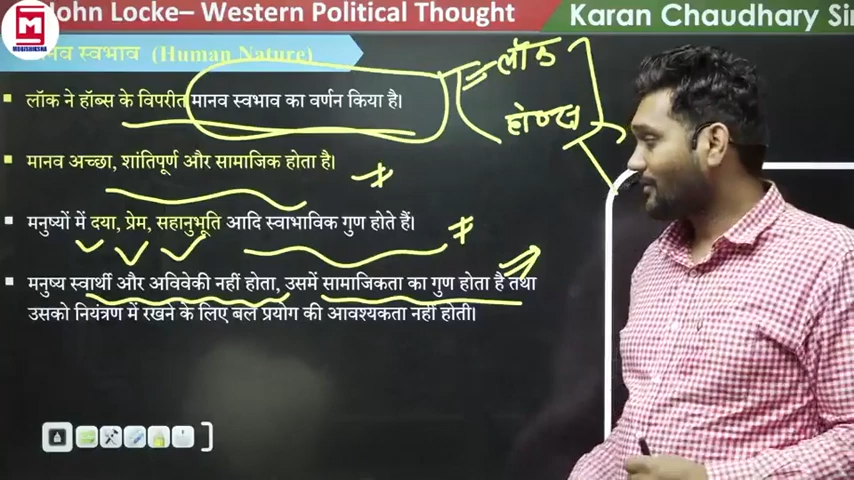 John Locke– Western Political Thought
Karan Chaudhary Sir
MUGISHIKSHA
मानव स्वभाव (Human Nature)
लॉक ने हॉब्स के विपरीत मानव स्वभाव का वर्णन किया है।
लॉक
हॉब्स
मानव अच्छा, शांतिपूर्ण और सामाजिक होता है।
मनुष्यों में दया, प्रेम, सहानुभूति आदि स्वाभाविक गुण होते हैं।
मनुष्य स्वार्थी और अविवेकी नहीं होता, उसमें सामाजिकता का गुण होता है तथा
उसको नियंत्रण में रखने के लिए बल प्रयोग की आवश्यकता नहीं होती।